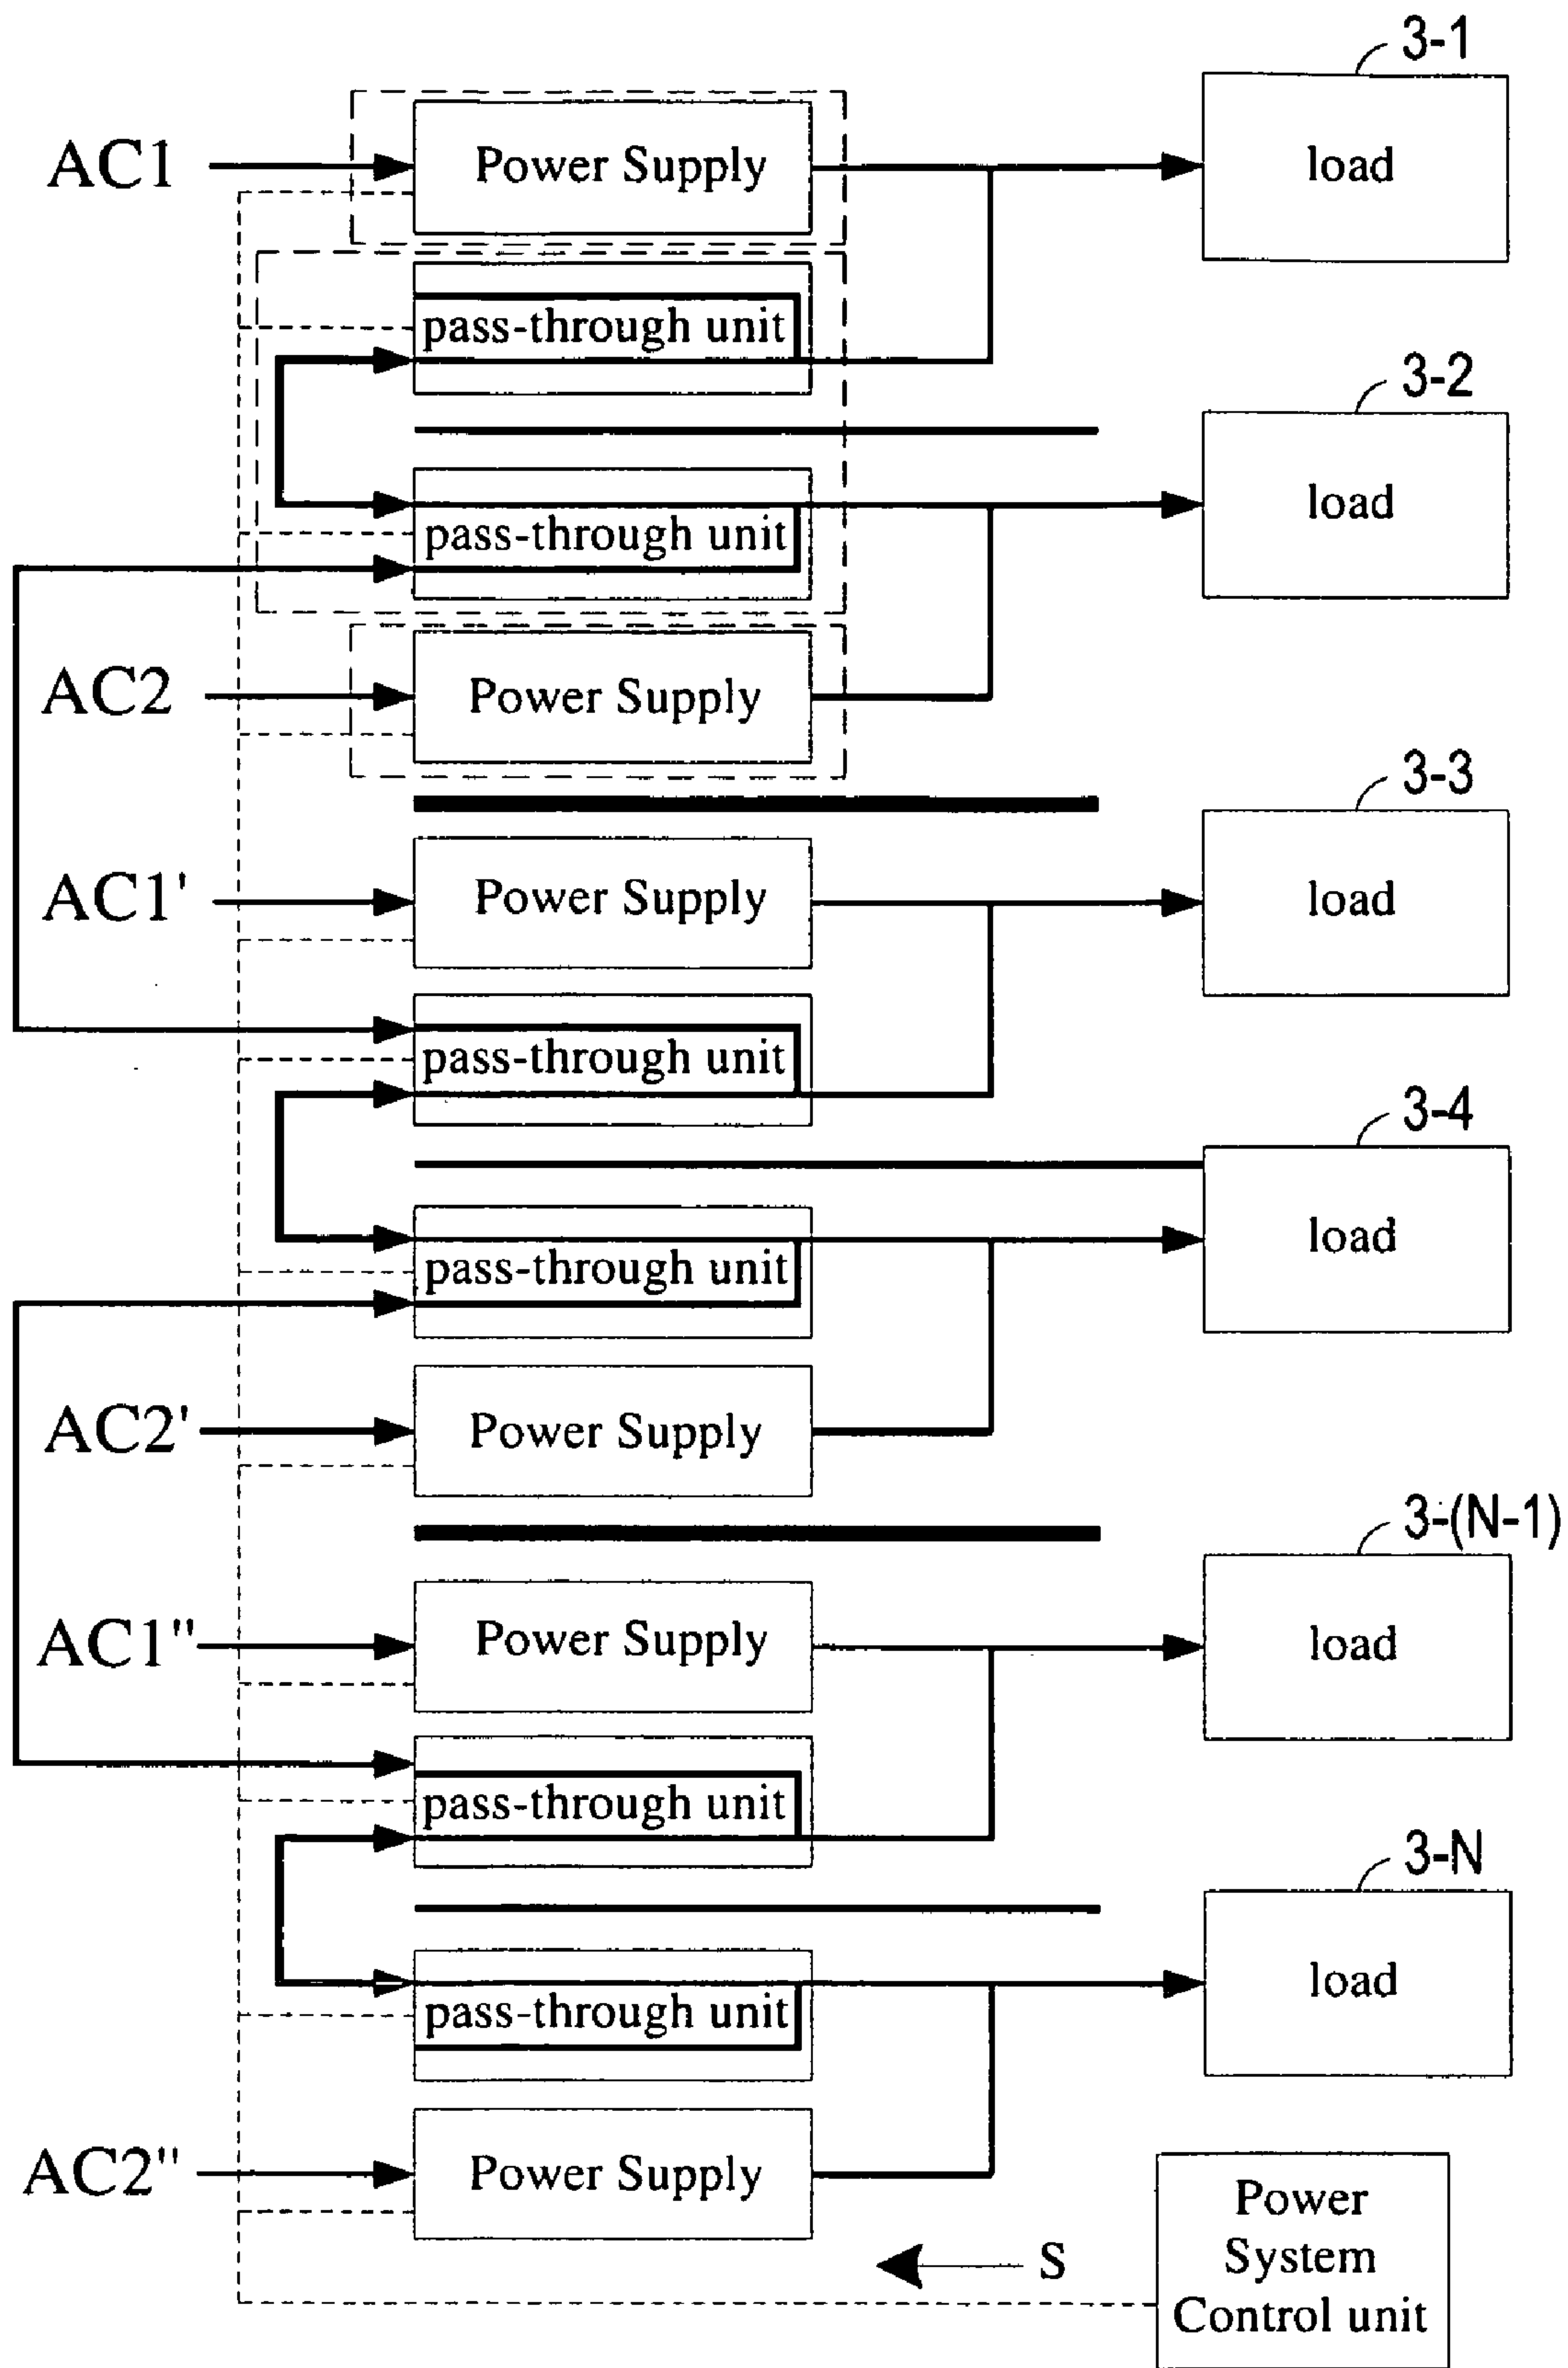 3-1
AC1
Power Supply
load
pass-through unit
3-2
load
pass-through unit
AC2
Power Supply
3-3
AC1'
Power Supply
load
pass-through unit
3-4
load
pass-through unit
AC2'
Power Supply
3-(N-1)
AC1"
Power Supply
load
pass-through unit
3-N
load
pass-through unit
AC2"
Power Supply
S
Power
System
Control unit